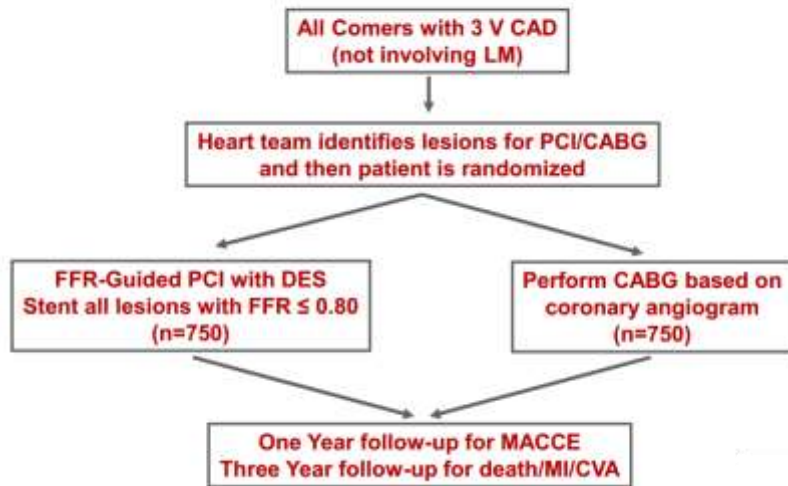 All Comers with 3 V CAD
(not involving LM)
Heart team identifies lesions for PCI/CABG
and then patient is randomized
FFR-Guided PCI with DES
Stent all lesions with FFR ≤ 0.80
(n=750)
Perform CABG based on
coronary angiogram
(n=750)
One Year follow-up for MACCE
Three Year follow-up for death/MI/CVA